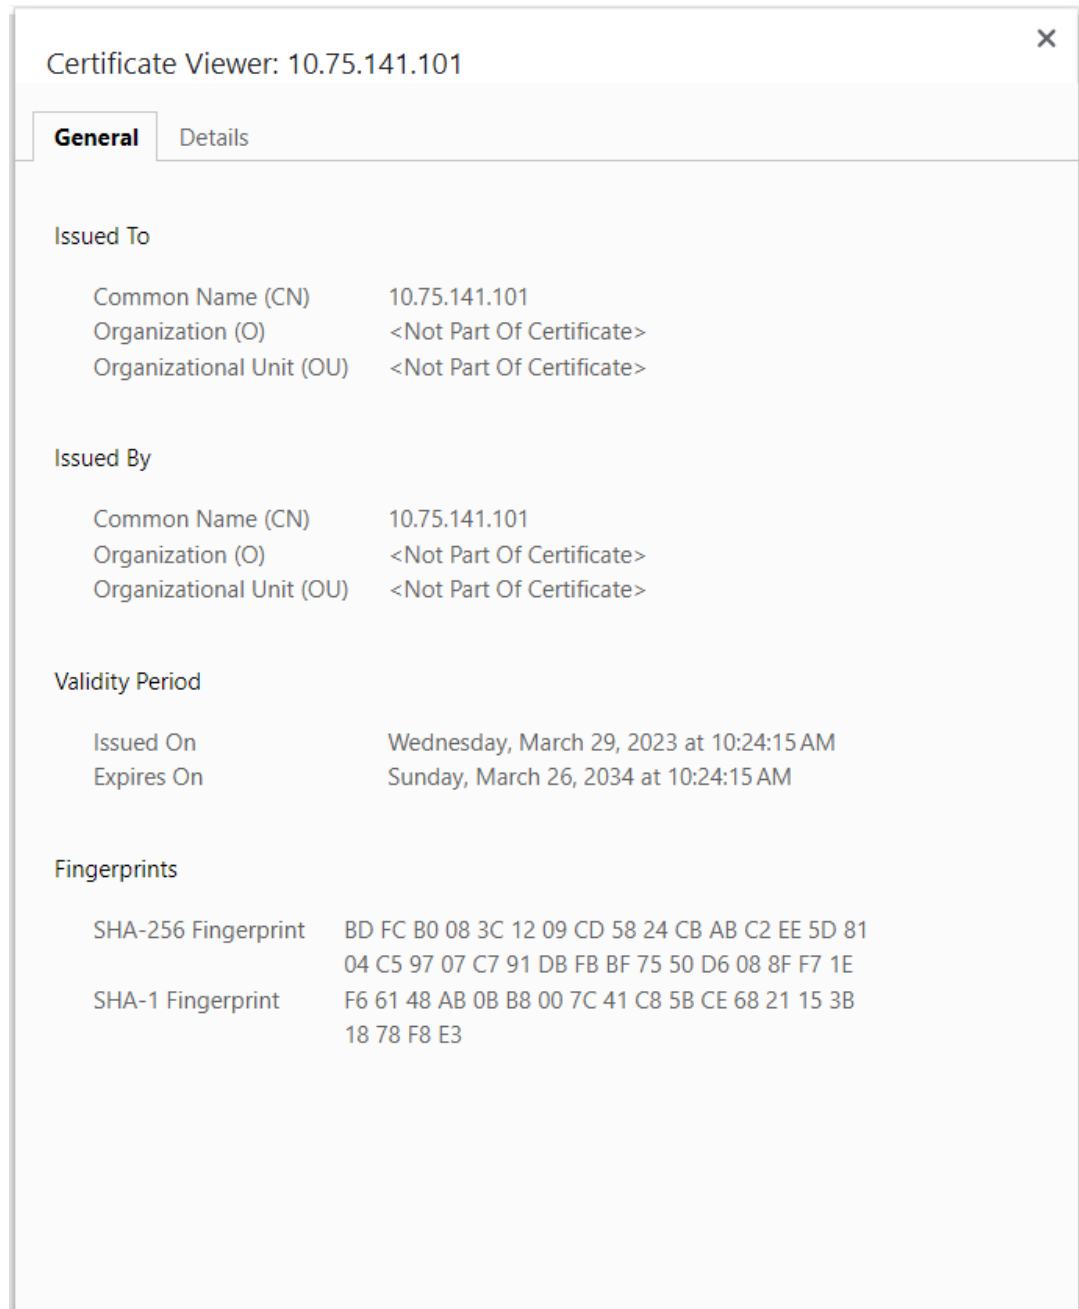 Certificate Viewer: 10.75.141.101
General Details
Issued To
Common Name (CN) 10.75.141.101
Organization (O) <Not Part Of Certificate>
Organizational Unit (OU) <Not Part Of Certificate>
Issued By
Common Name (CN) 10.75.141.101
Organization (O) <Not Part Of Certificate>
Organizational Unit (OU) <Not Part Of Certificate>
Validity Period
Issued On Wednesday, March 29, 2023 at 10:24:15 AM
Expires On Sunday, March 26, 2034 at 10:24:15 AM
Fingerprints
SHA-256 Fingerprint BD FC B0 08 3C 12 09 CD 58 24 CB AB C2 EE 5D 81
04 C5 97 07 C7 91 DB FB BF 75 50 D6 08 8F F7 1E
SHA-1 Fingerprint F6 61 48 AB 0B B8 00 7C 41 C8 5B CE 68 21 15 3B
18 78 F8 E3